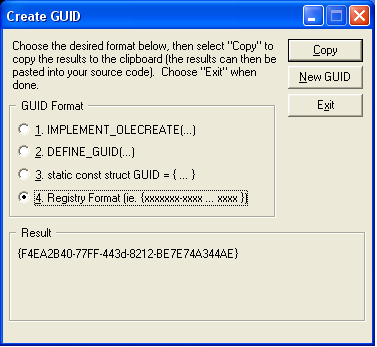 Create GUID
Choose the desired format below, then select "Copy" to
copy the results to the clipboard (the results can then be
pasted into your source code).  Choose "Exit" when
done.
Copy
New GUID
Exit
GUID Format
1. IMPLEMENT_OLECREATE(...)
2. DEFINE_GUID(...)
3. static const struct GUID = { ... }
4. Registry Format (ie. {xxxxxxx-xxxx ... xxxx })
Result
{F4EA2B40-77FF-443d-8212-BE7E74A344AE}